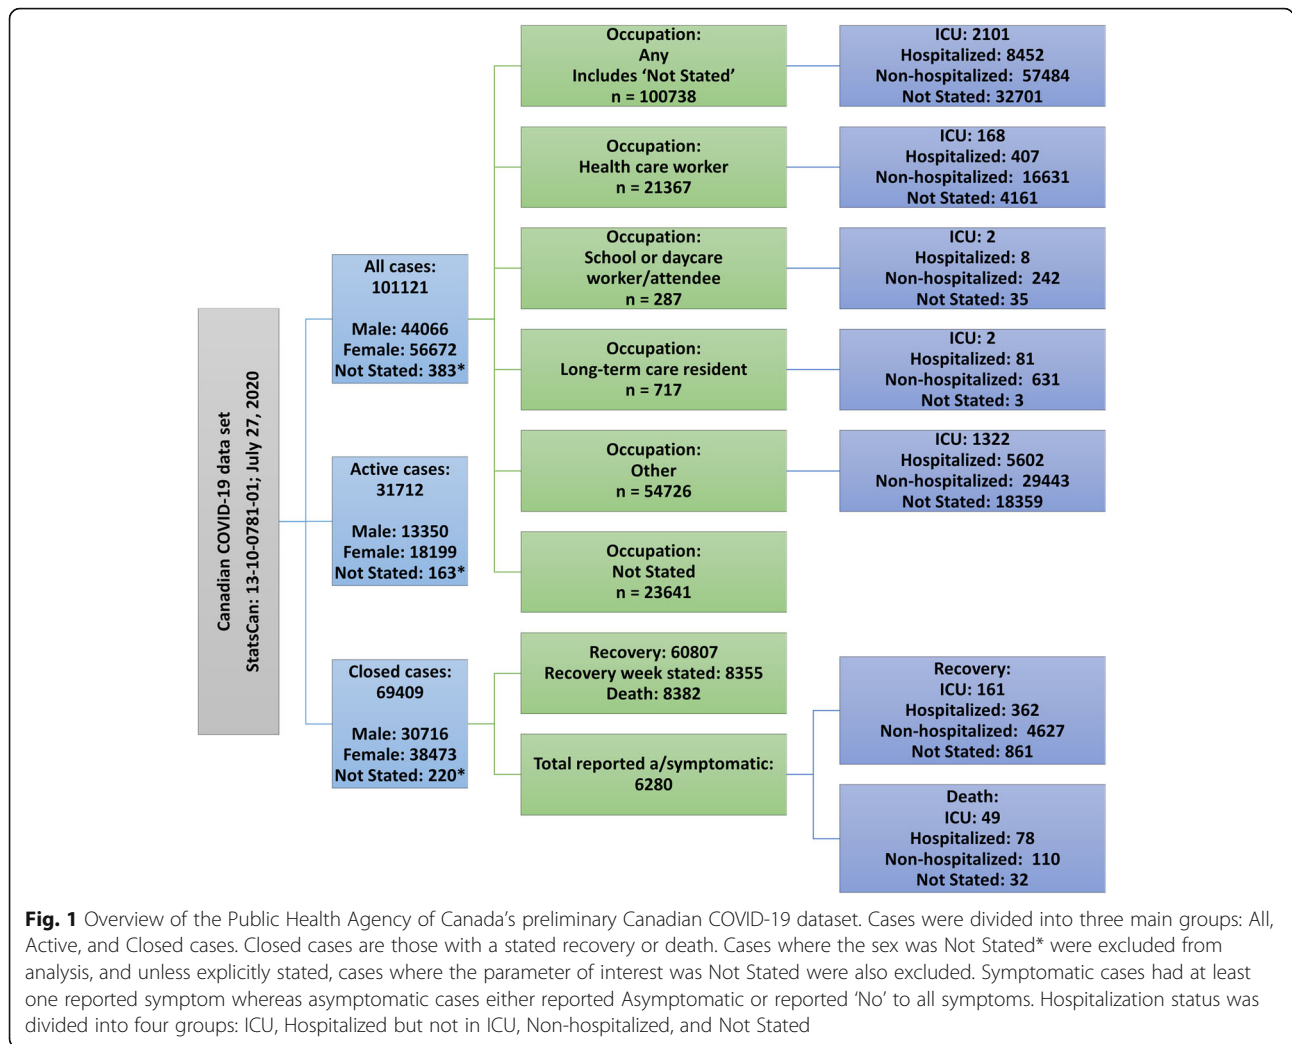 Canadian COVID-19 data set
StatsCan: 13-10-0781-01; July 27, 2020
All cases:
101121
Male: 44066
Female: 56672
Not Stated: 383*
Active cases:
31712
Male: 13350
Female: 18199
Not Stated: 163*
Closed cases:
69409
Male: 30716
Female: 38473
Not Stated: 220*
Occupation:
Any
Includes ‘Not Stated’
n = 100738
Occupation:
Health care worker
n = 21367
Occupation:
School or daycare
worker/attendee
n = 287
Occupation:
Long-term care resident
n = 717
Occupation:
Other
n = 54726
Occupation:
Not Stated
n = 23641
Recovery: 60807
Recovery week stated: 8355
Death: 8382
Total reported a/symptomatic:
6280
ICU: 2101
Hospitalized: 8452
Non-hospitalized: 57484
Not Stated: 32701
ICU: 168
Hospitalized: 407
Non-hospitalized: 16631
Not Stated: 4161
ICU: 2
Hospitalized: 8
Non-hospitalized: 242
Not Stated: 35
ICU: 2
Hospitalized: 81
Non-hospitalized: 631
Not Stated: 3
ICU: 1322
Hospitalized: 5602
Non-hospitalized: 29443
Not Stated: 18359
Recovery:
ICU: 161
Hospitalized: 362
Non-hospitalized: 4627
Not Stated: 861
Death:
ICU: 49
Hospitalized: 78
Non-hospitalized: 110
Not Stated: 32
Fig. 1 Overview of the Public Health Agency of Canada’s preliminary Canadian COVID-19 dataset. Cases were divided into three main groups: All,
Active, and Closed cases. Closed cases are those with a stated recovery or death. Cases where the sex was Not Stated* were excluded from
analysis, and unless explicitly stated, cases where the parameter of interest was Not Stated were also excluded. Symptomatic cases had at least
one reported symptom whereas asymptomatic cases either reported Asymptomatic or reported ‘No’ to all symptoms. Hospitalization status was
divided into four groups: ICU, Hospitalized but not in ICU, Non-hospitalized, and Not Stated